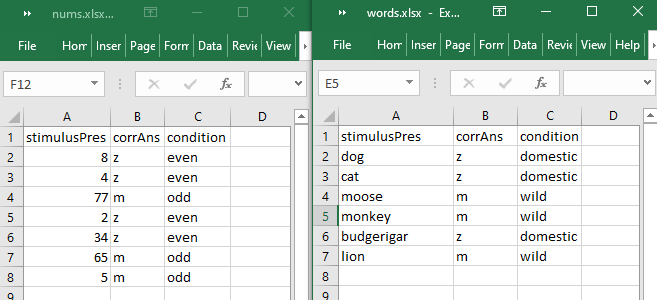 nums.xlsx...
File Hom Inser Page Form Data Revie View
F12
A B C D
1 stimulusPres corrAns condition
2 8 z even
3 4 z even
4 77 m odd
5 2 z even
6 34 z even
7 65 m odd
8 5 m odd
9
words.xlsx - Ex...
File Hom Inser Page Form Data Revie View Help
E5
A B C D
1 stimulusPres corrAns condition
2 dog z domestic
3 cat z domestic
4 moose m wild
5 monkey m wild
6 budgerigar z domestic
7 lion m wild
8
9